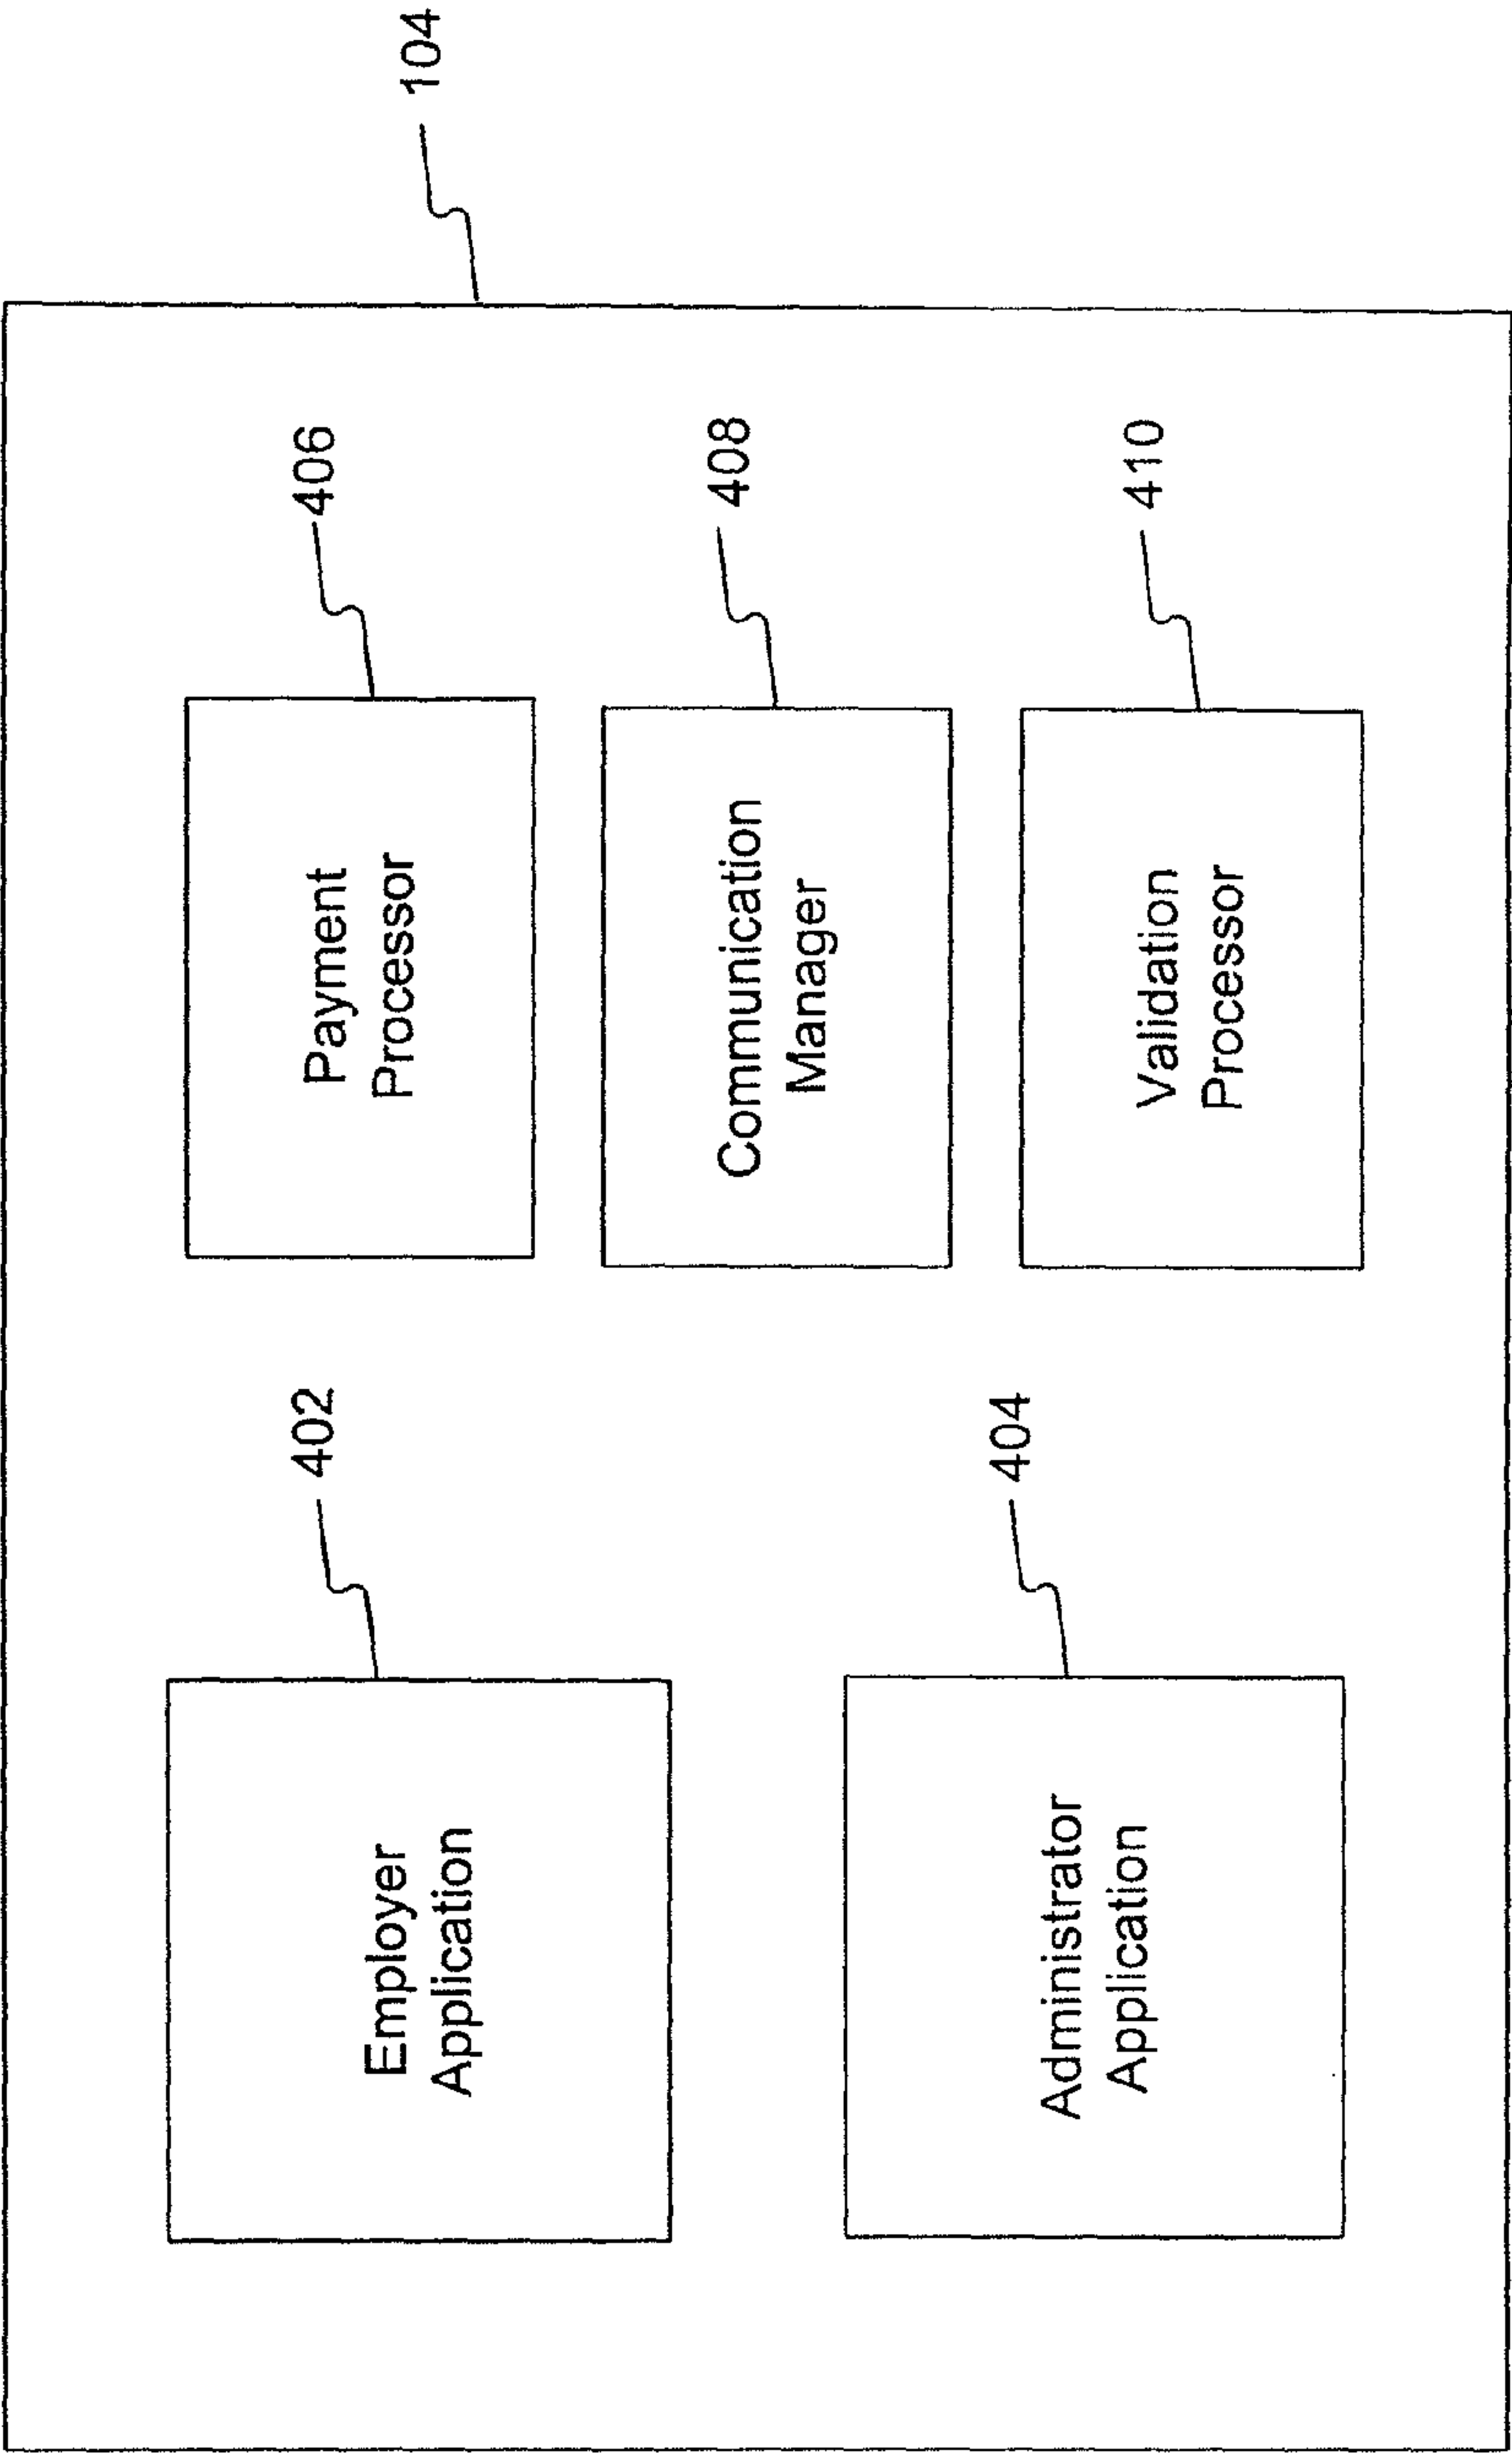 104
Employer
Application
402
Administrator
Application
404
Payment
Processor
406
Communication
Manager
408
Validation
Processor
410